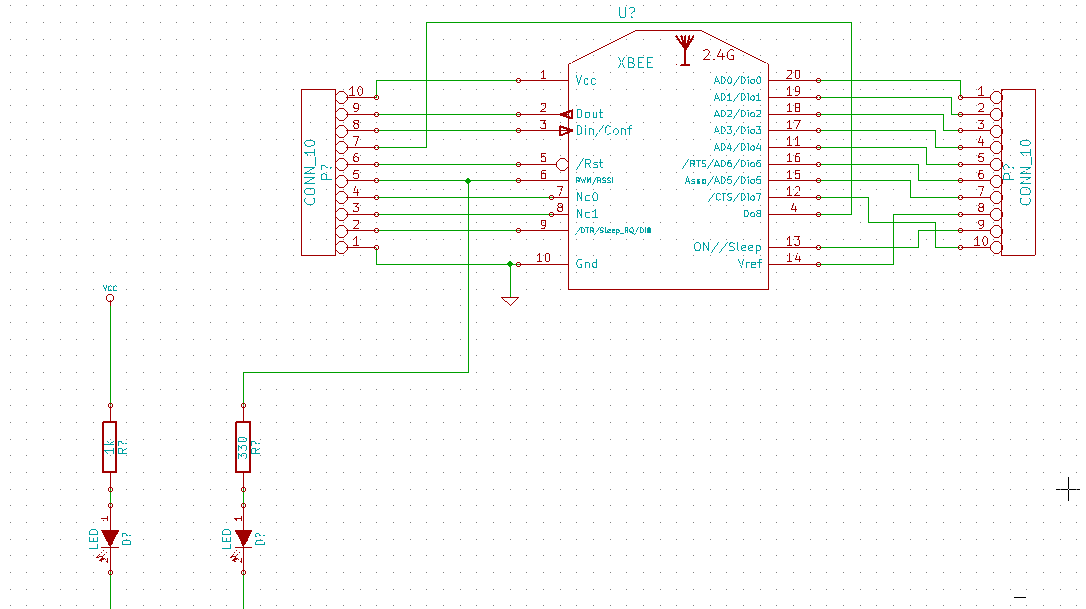 U?
XBEE
2.4G
1 Vcc
2 Dout
3 Din/Conf
5 /Rst
6 PWM/RSSI
7 Nc0
8 Nc1
9 /DTR/Sleep_RQ/DI8
10 Gnd
AD0/Dio0 20
AD1/Dio1 19
AD2/Dio2 18
AD3/Dio3 17
AD4/Dio4 11
/RTS/AD6/Dio6 16
Asso/AD5/Dio5 15
/CTS/Dio7 12
Do8 4
ON//Sleep 13
Vref 14
CONN_10
P?
10
9
8
7
6
5
4
3
2
1
1
2
3
4
5
6
7
8
9
10
P?
CONN_10
VCC
1k
R?
330
R?
LED
1
2
D?
LED
1
2
D?